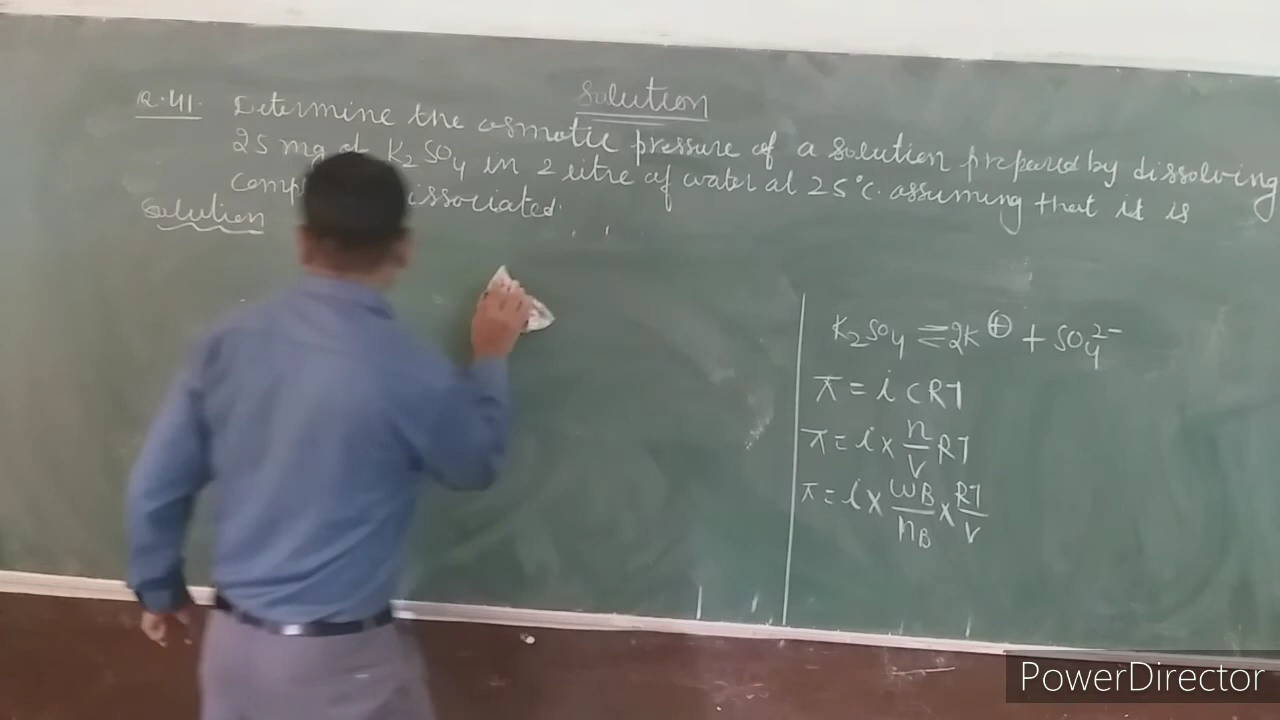 Solution
Q.41. Determine the osmotic pressure of a solution prepared by dissolving
25 mg of K₂SO₄ in 2 litre of water at 25°C. assuming that it is
dissociated.
Solution
K₂SO₄ ⇌ 2K⊕ + SO₄²⁻
π = i CRT
π = i × n/V RT
π = i × WB/MB × RT/V
PowerDirector